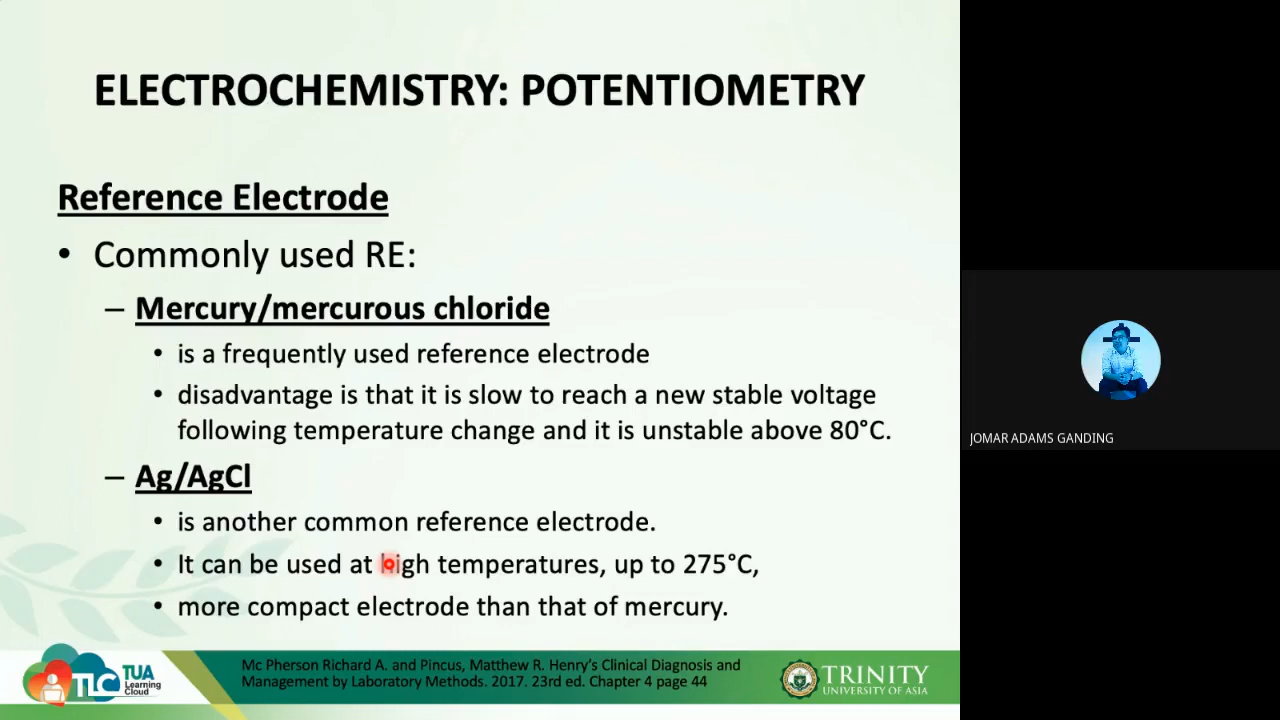 ELECTROCHEMISTRY: POTENTIOMETRY
Reference Electrode
• Commonly used RE:
– Mercury/mercurous chloride
• is a frequently used reference electrode
• disadvantage is that it is slow to reach a new stable voltage
following temperature change and it is unstable above 80°C.
– Ag/AgCl
• is another common reference electrode.
• It can be used at high temperatures, up to 275°C,
• more compact electrode than that of mercury.
TLC TUA
Learning
Cloud
Mc Pherson Richard A. and Pincus, Matthew R. Henry's Clinical Diagnosis and
Management by Laboratory Methods. 2017. 23rd ed. Chapter 4 page 44
TRINITY
UNIVERSITY OF ASIA
JOMAR ADAMS GANDING